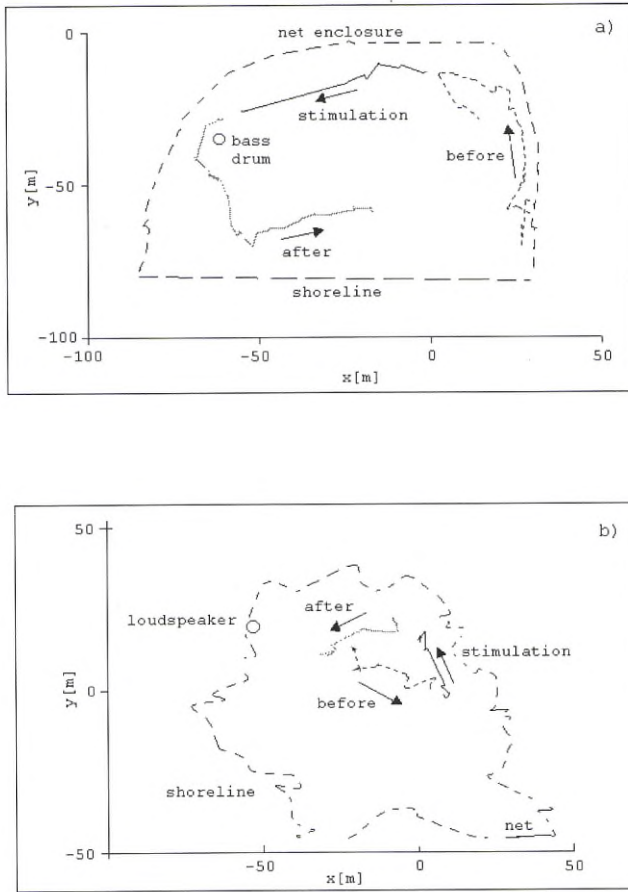 a)
0
net enclosure
stimulation
bass
drum
before
y[m]
-50
after
shoreline
-100
-100
-50
0
50
x[m]
b)
50
after
loudspeaker
stimulation
y[m]
0
before
shoreline
net
-50
-50
0
50
x[m]